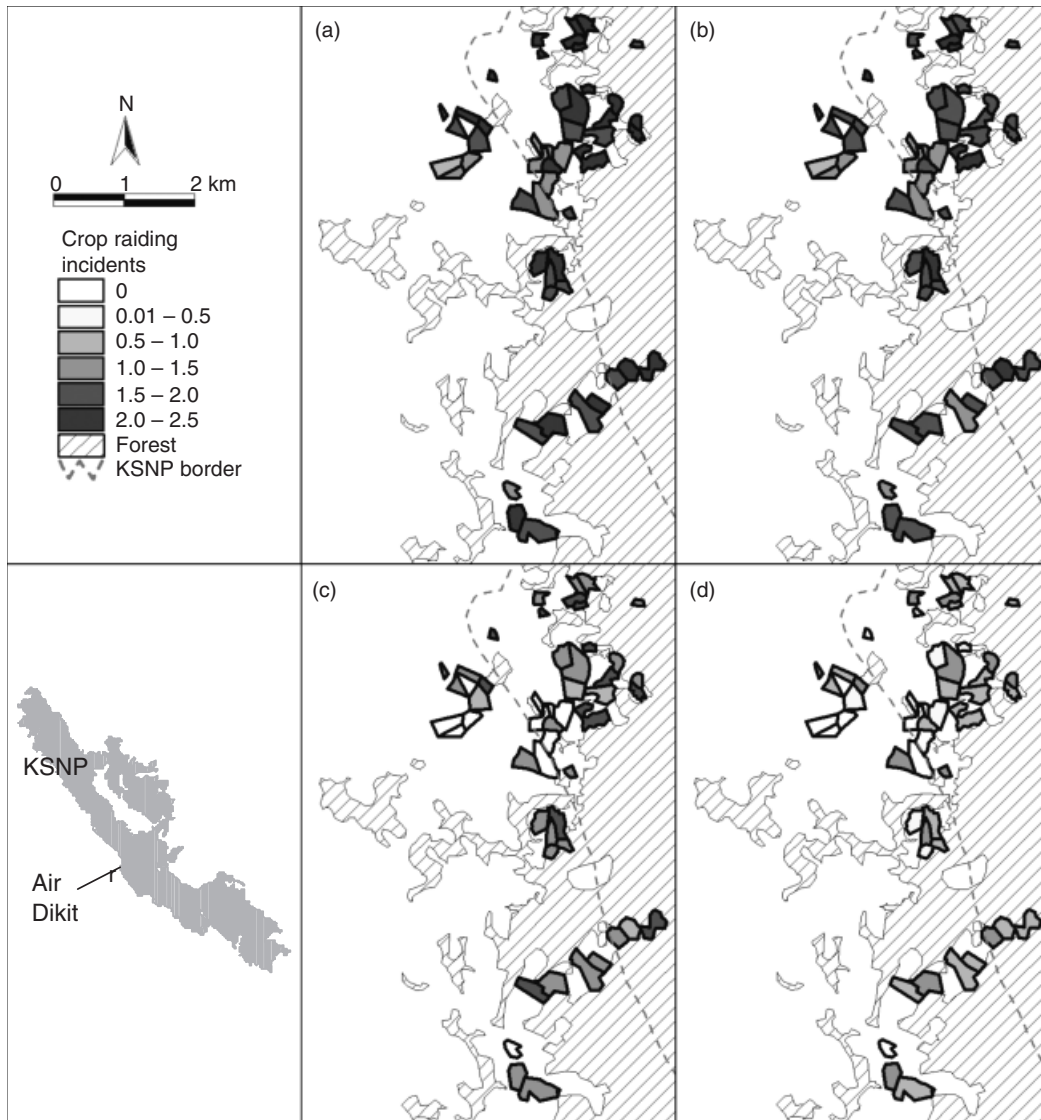 (a)
(b)
N
0 1 2 km
Crop raiding
incidents
0
0.01 – 0.5
0.5 – 1.0
1.0 – 1.5
1.5 – 2.0
2.0 – 2.5
Forest
KSNP border
(c)
(d)
KSNP
r
Air
Dikit